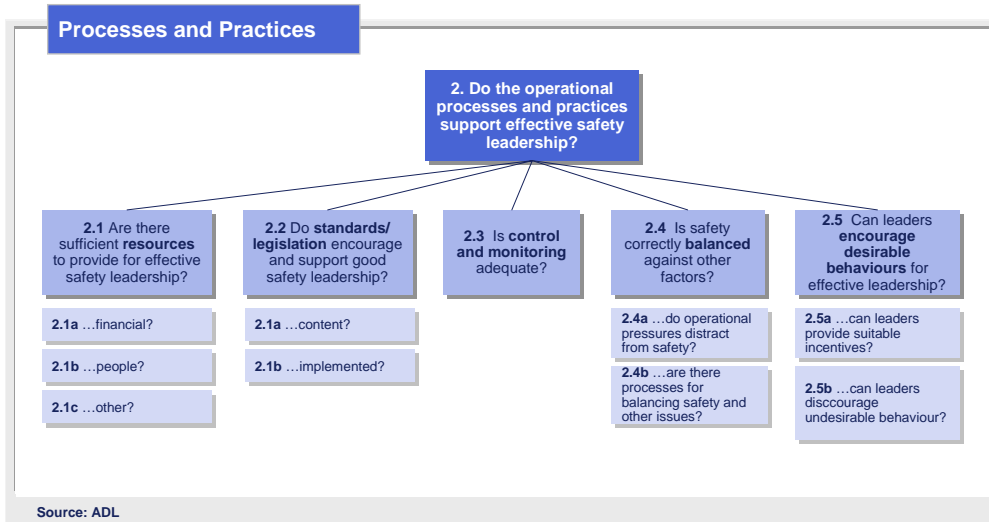 Processes and Practices
2. Do the operational
processes and practices
support effective safety
leadership?
2.1 Are there
sufficient resources
to provide for effective
safety leadership?
2.1a …financial?
2.1b …people?
2.1c …other?
2.2 Do standards/
legislation encourage
and support good
safety leadership?
2.1a …content?
2.1b …implemented?
2.3 Is control
and monitoring
adequate?
2.4 Is safety
correctly balanced
against other
factors?
2.4a …do operational
pressures distract
from safety?
2.4b …are there
processes for
balancing safety and
other issues?
2.5 Can leaders
encourage
desirable
behaviours for
effective leadership?
2.5a …can leaders
provide suitable
incentives?
2.5b …can leaders
disccourage
undesirable behaviour?
Source: ADL